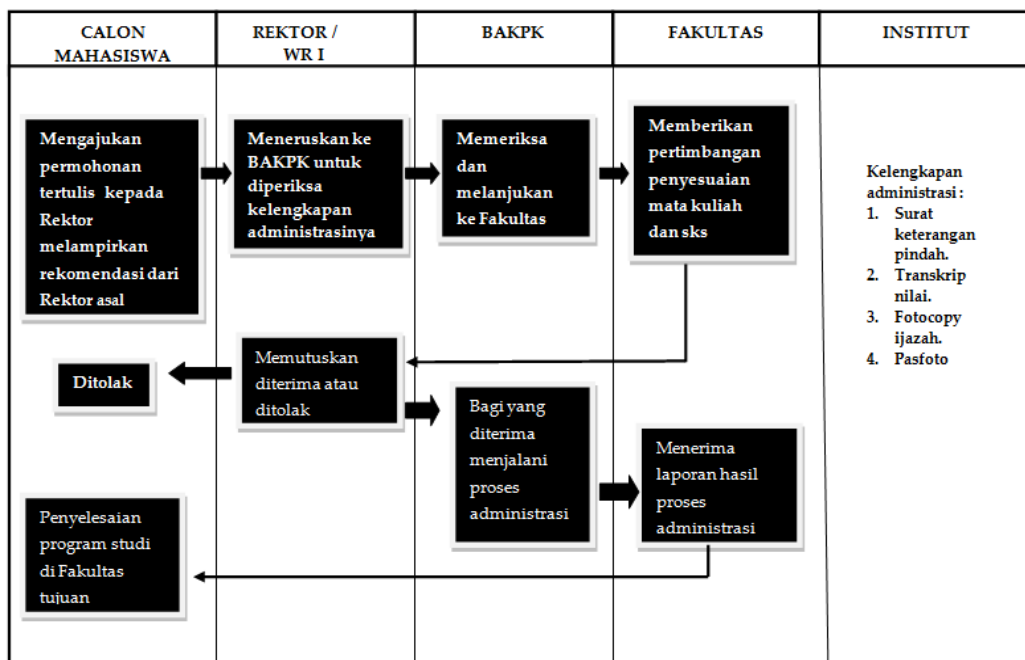 CALON
MAHASISWA
REKTOR /
WR I
BAKPK
FAKULTAS
INSTITUT
Mengajukan
permohonan
tertulis kepada
Rektor
melampirkan
rekomendasi dari
Rektor asal
Meneruskan ke
BAKPK untuk
diperiksa
kelengkapan
administrasinya
Memeriksa
dan
melanjukan
ke Fakultas
Memberikan
pertimbangan
penyesuaian
mata kuliah
dan sks
Kelengkapan
administrasi :
1. Surat
keterangan
pindah.
2. Transkrip
nilai.
3. Fotocopy
ijazah.
4. Pasfoto
Ditolak
Memutuskan
diterima atau
ditolak
Bagi yang
diterima
menjalani
proses
administrasi
Menerima
laporan hasil
proses
administrasi
Penyelesaian
program studi
di Fakultas
tujuan